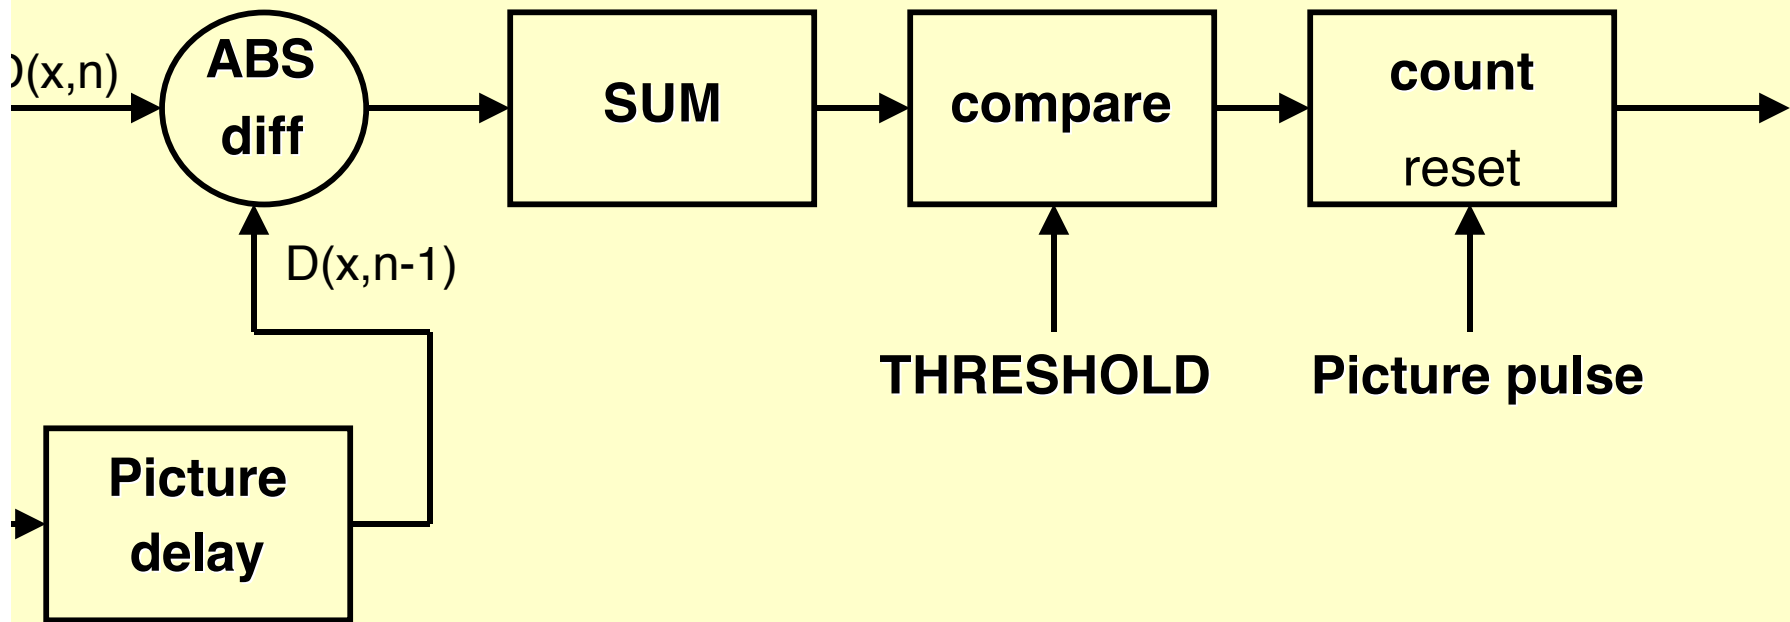 D(x,n)
ABS
diff
SUM
compare
count
reset
D(x,n-1)
THRESHOLD
Picture pulse
Picture
delay